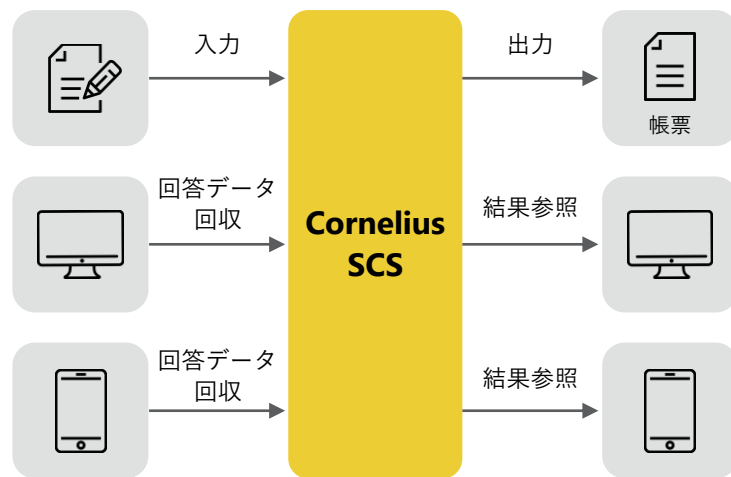 入力
出力
帳票
回答データ
回収
Cornelius
SCS
結果参照
回答データ
回収
結果参照